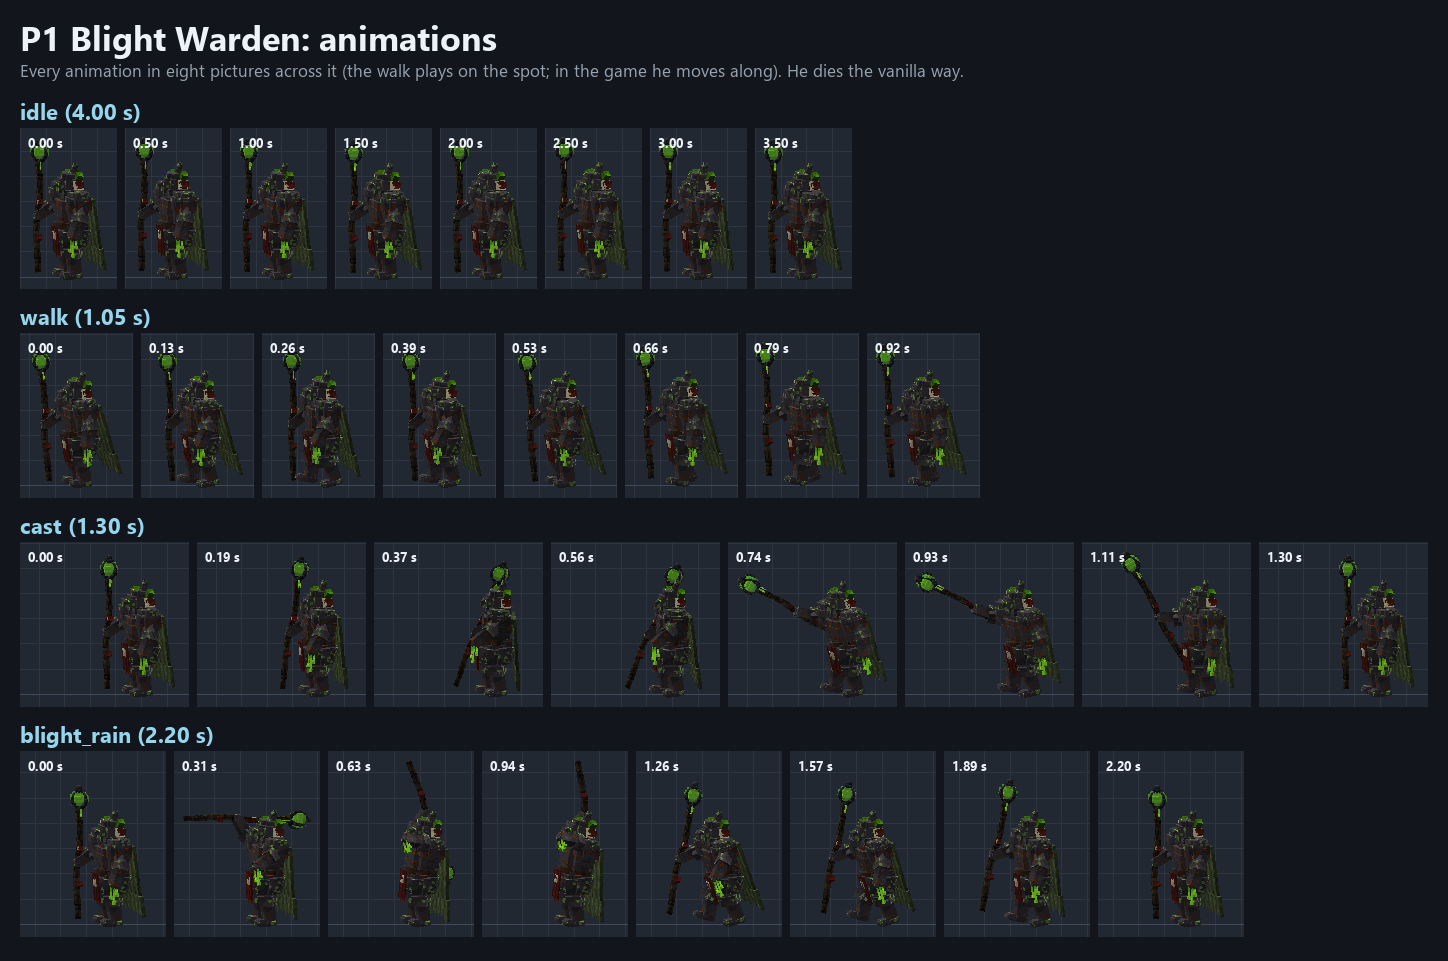 P1 Blight Warden: animations
Every animation in eight pictures across it (the walk plays on the spot; in the game he moves along). He dies the vanilla way.
idle (4.00 s)
0.00 s 0.50 s 1.00 s 1.50 s 2.00 s 2.50 s 3.00 s 3.50 s
walk (1.05 s)
0.00 s 0.13 s 0.26 s 0.39 s 0.53 s 0.66 s 0.79 s 0.92 s
cast (1.30 s)
0.00 s 0.19 s 0.37 s 0.56 s 0.74 s 0.93 s 1.11 s 1.30 s
blight_rain (2.20 s)
0.00 s 0.31 s 0.63 s 0.94 s 1.26 s 1.57 s 1.89 s 2.20 s